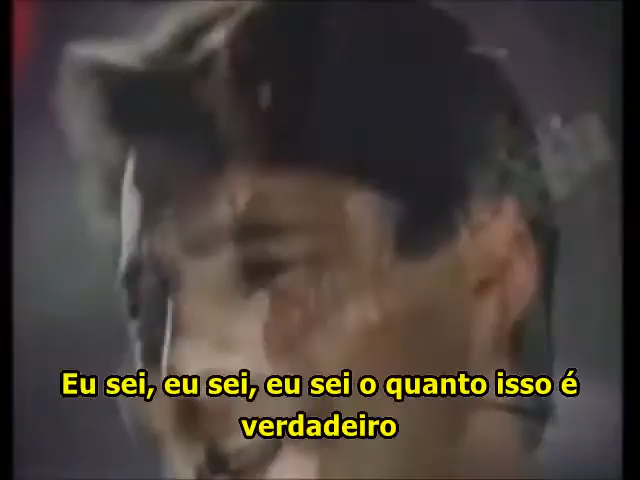 Eu sei, eu sei, eu sei o quanto isso é
verdadeiro